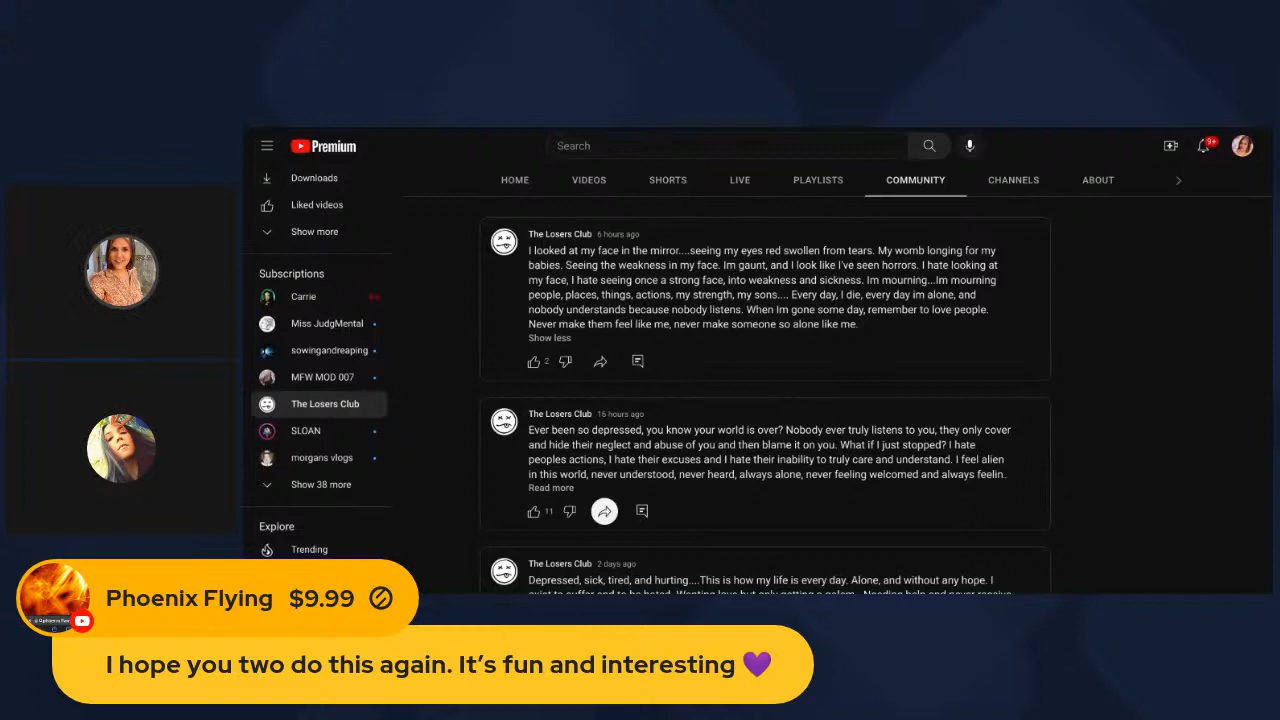 Premium
Search
9+
Downloads
Liked videos
Show more
HOME
VIDEOS
SHORTS
LIVE
PLAYLISTS
COMMUNITY
CHANNELS
ABOUT
Subscriptions
Carrie
Miss JudgMental
sowingandreaping
MFW MOD 007
The Losers Club
SLOAN
morgans vlogs
Show 38 more
Explore
Trending
The Losers Club 6 hours ago
I looked at my face in the mirror....seeing my eyes red swollen from tears. My womb longing for my
babies. Seeing the weakness in my face. Im gaunt, and I look like I've seen horrors. I hate looking at
my face, I hate seeing once a strong face, into weakness and sickness. Im mourning...Im mourning
people, places, things, actions, my strength, my sons.... Every day, I die, every day im alone, and
nobody understands because nobody listens. When Im gone some day, remember to love people.
Never make them feel like me, never make someone so alone like me.
Show less
2
The Losers Club 15 hours ago
Ever been so depressed, you know your world is over? Nobody ever truly listens to you, they only cover
and hide their neglect and abuse of you and then blame it on you. What if I just stopped? I hate
peoples actions, I hate their excuses and I hate their inability to truly care and understand. I feel alien
in this world, never understood, never heard, always alone, never feeling welcomed and always feelin.
Read more
11
The Losers Club 2 days ago
Depressed, sick, tired, and hurting....This is how my life is every day. Alone, and without any hope. I
Phoenix Flying $9.99
I hope you two do this again. It's fun and interesting 💜